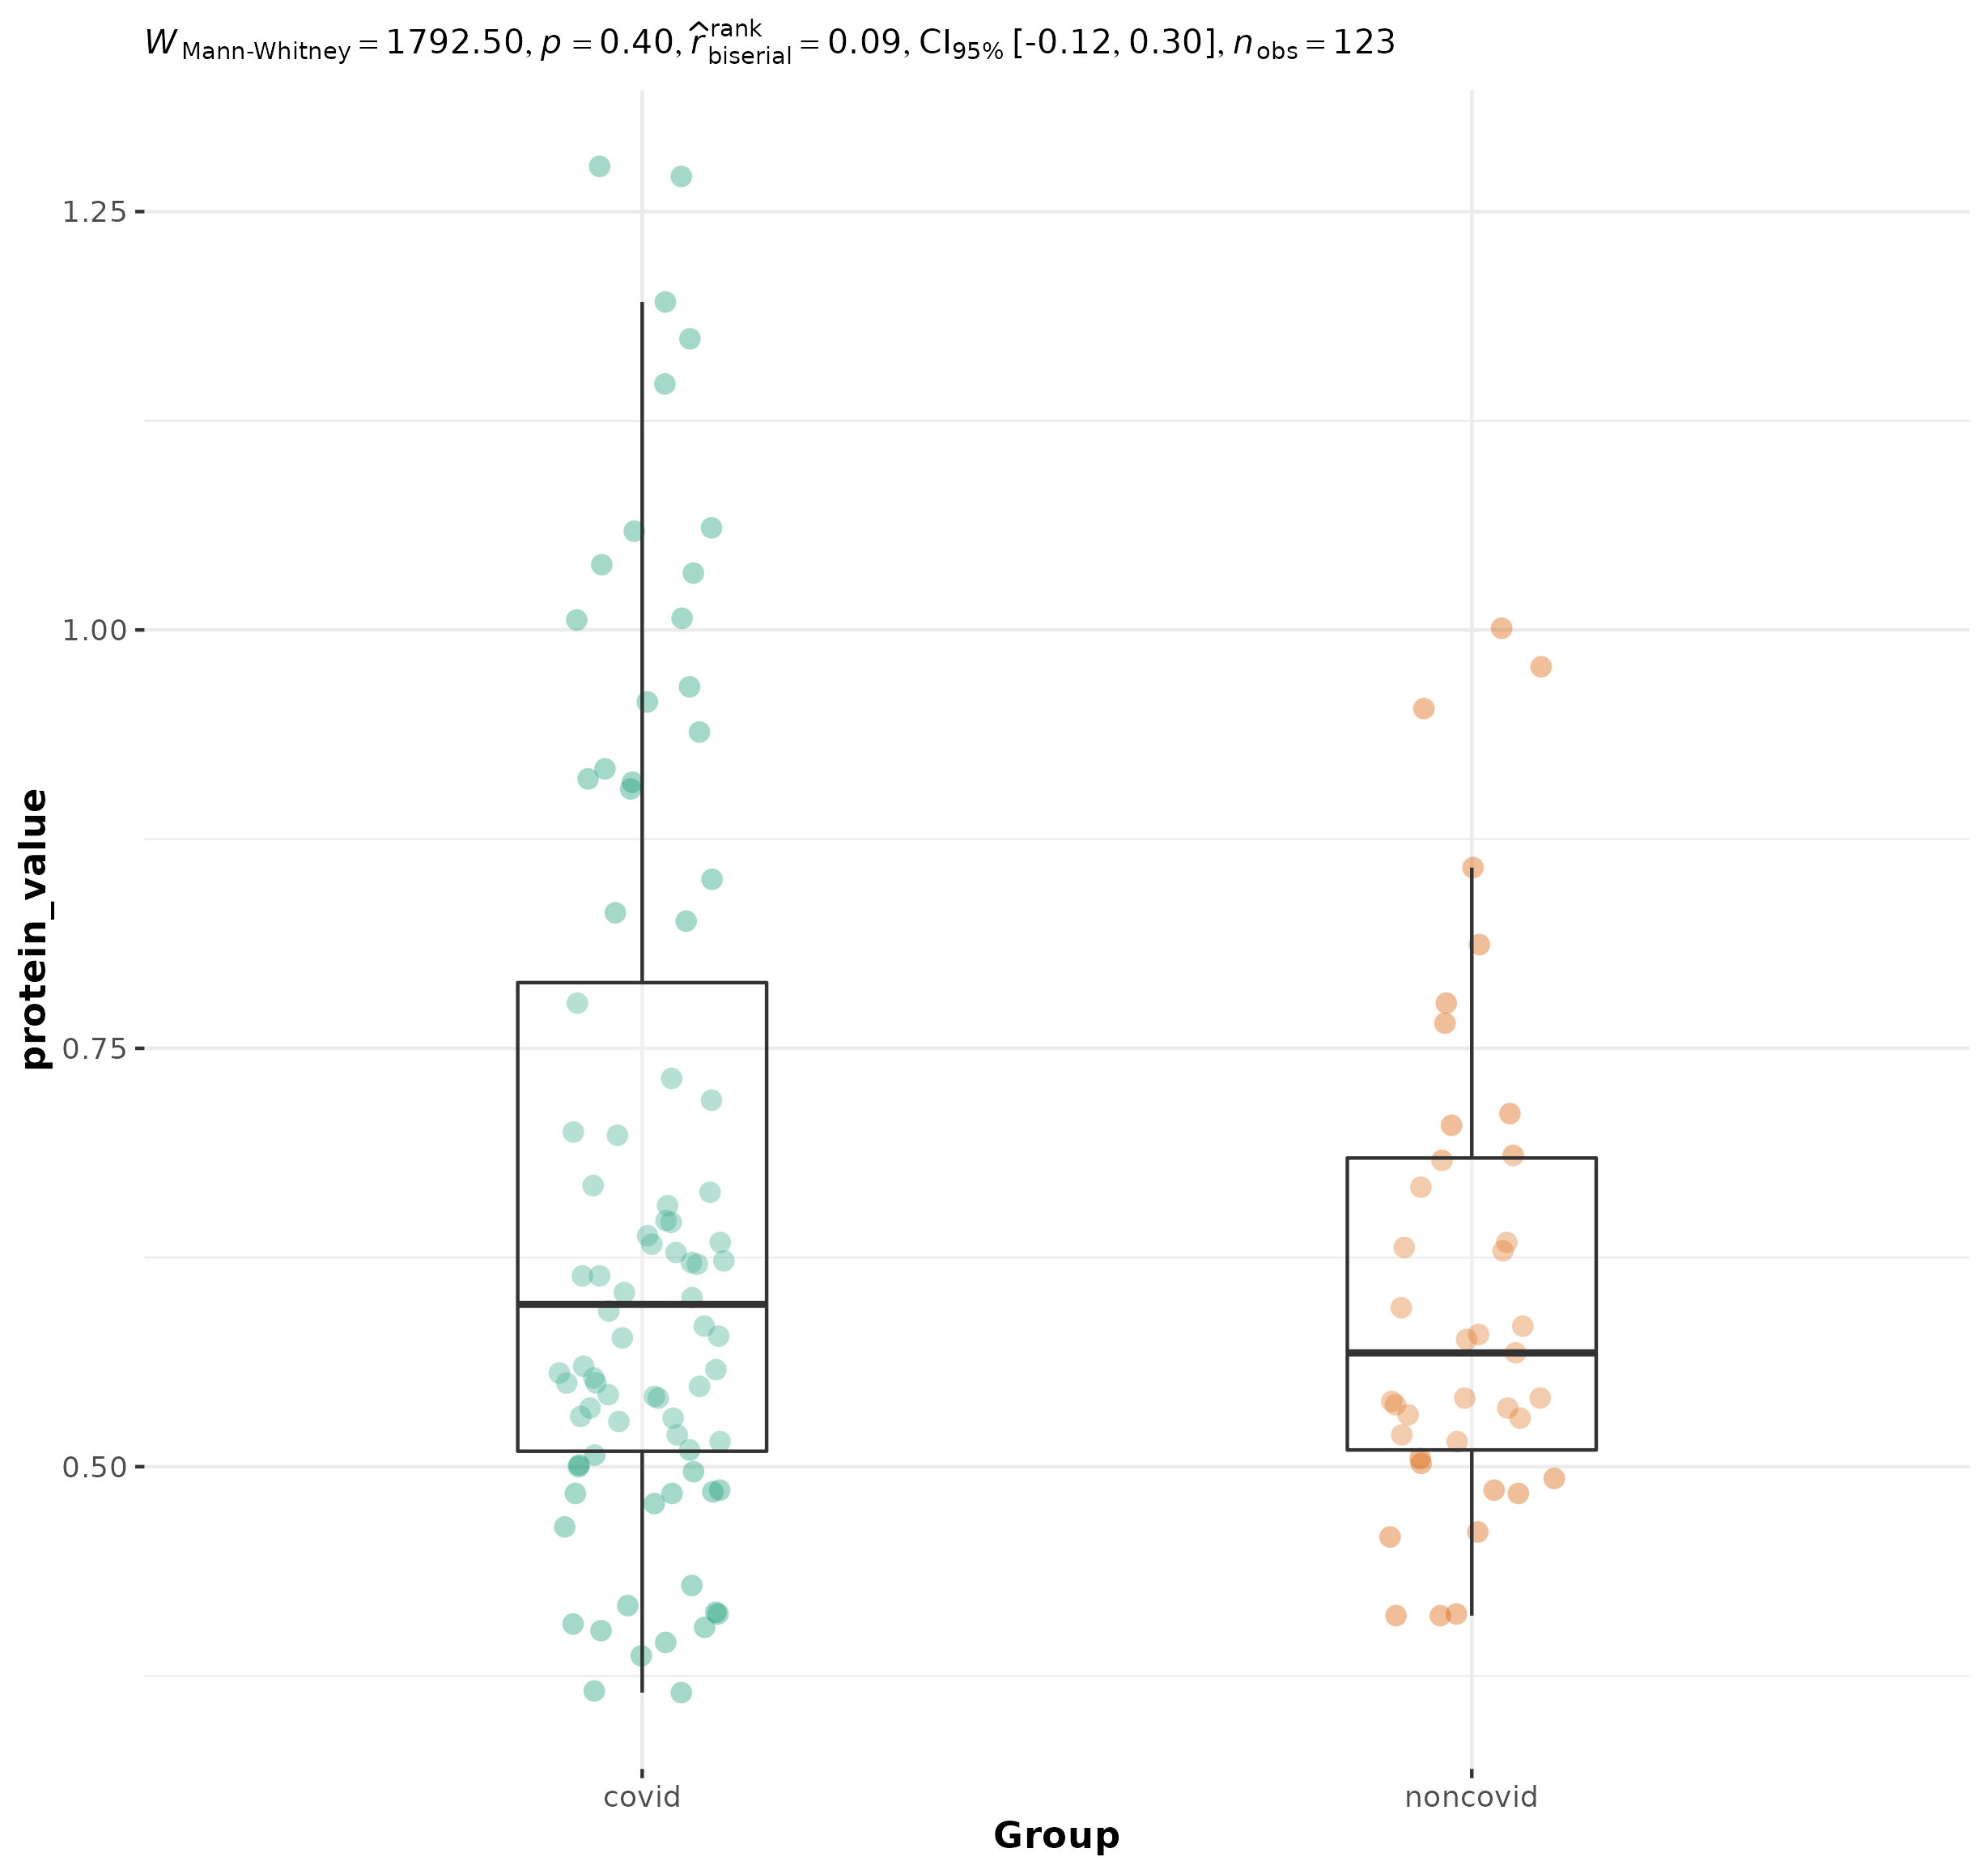 W Mann-Whitney = 1792.50, p = 0.40, r̂ rank biserial = 0.09, CI95% [-0.12, 0.30], n obs = 123
1.25
1.00
0.75
0.50
protein_value
covid noncovid
Group